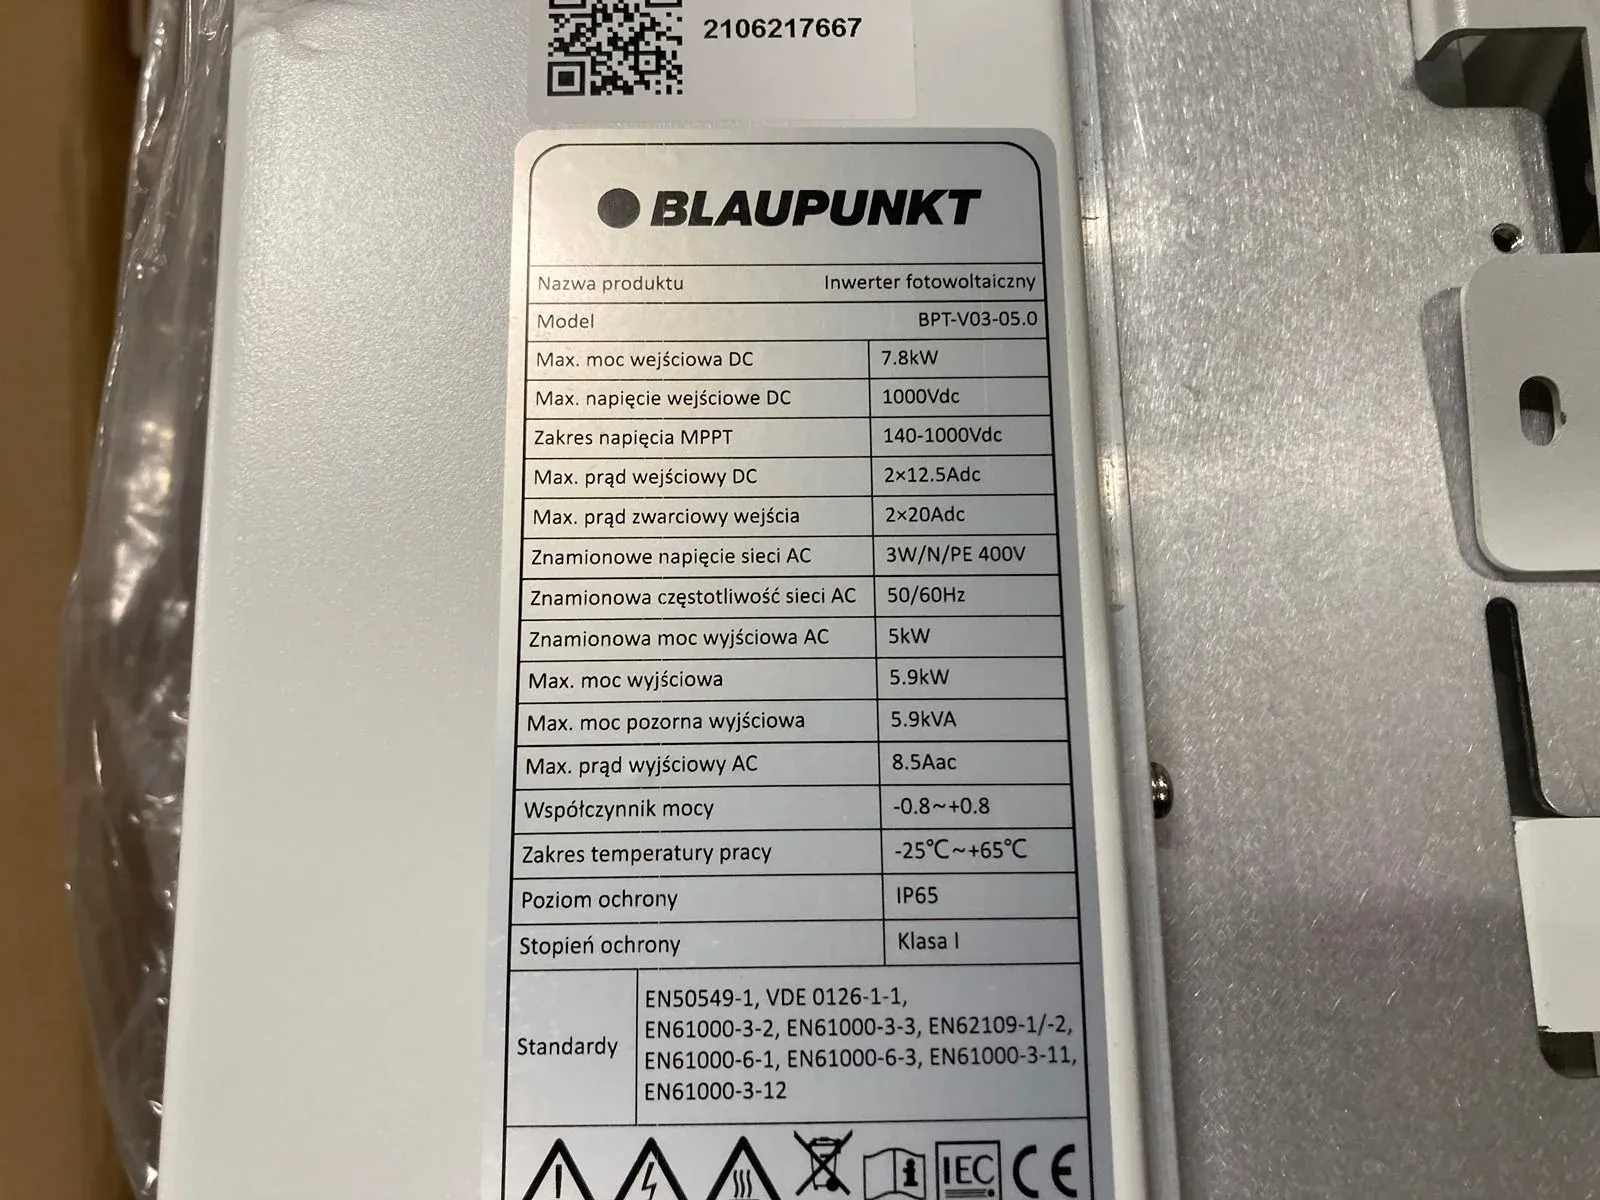 2106217667
BLAUPUNKT
Nazwa produktu Inwerter fotowoltaiczny
Model BPT-V03-05.0
Max. moc wejściowa DC 7.8kW
Max. napięcie wejściowe DC 1000Vdc
Zakres napięcia MPPT 140-1000Vdc
Max. prąd wejściowy DC 2×12.5Adc
Max. prąd zwarciowy wejścia 2×20Adc
Znamionowe napięcie sieci AC 3W/N/PE 400V
Znamionowa częstotliwość sieci AC 50/60Hz
Znamionowa moc wyjściowa AC 5kW
Max. moc wyjściowa 5.9kW
Max. moc pozorna wyjściowa 5.9kVA
Max. prąd wyjściowy AC 8.5Aac
Współczynnik mocy -0.8~+0.8
Zakres temperatury pracy -25℃~+65℃
Poziom ochrony IP65
Stopień ochrony Klasa I
Standardy
EN50549-1, VDE 0126-1-1,
EN61000-3-2, EN61000-3-3, EN62109-1/-2,
EN61000-6-1, EN61000-6-3, EN61000-3-11,
EN61000-3-12
IEC CE